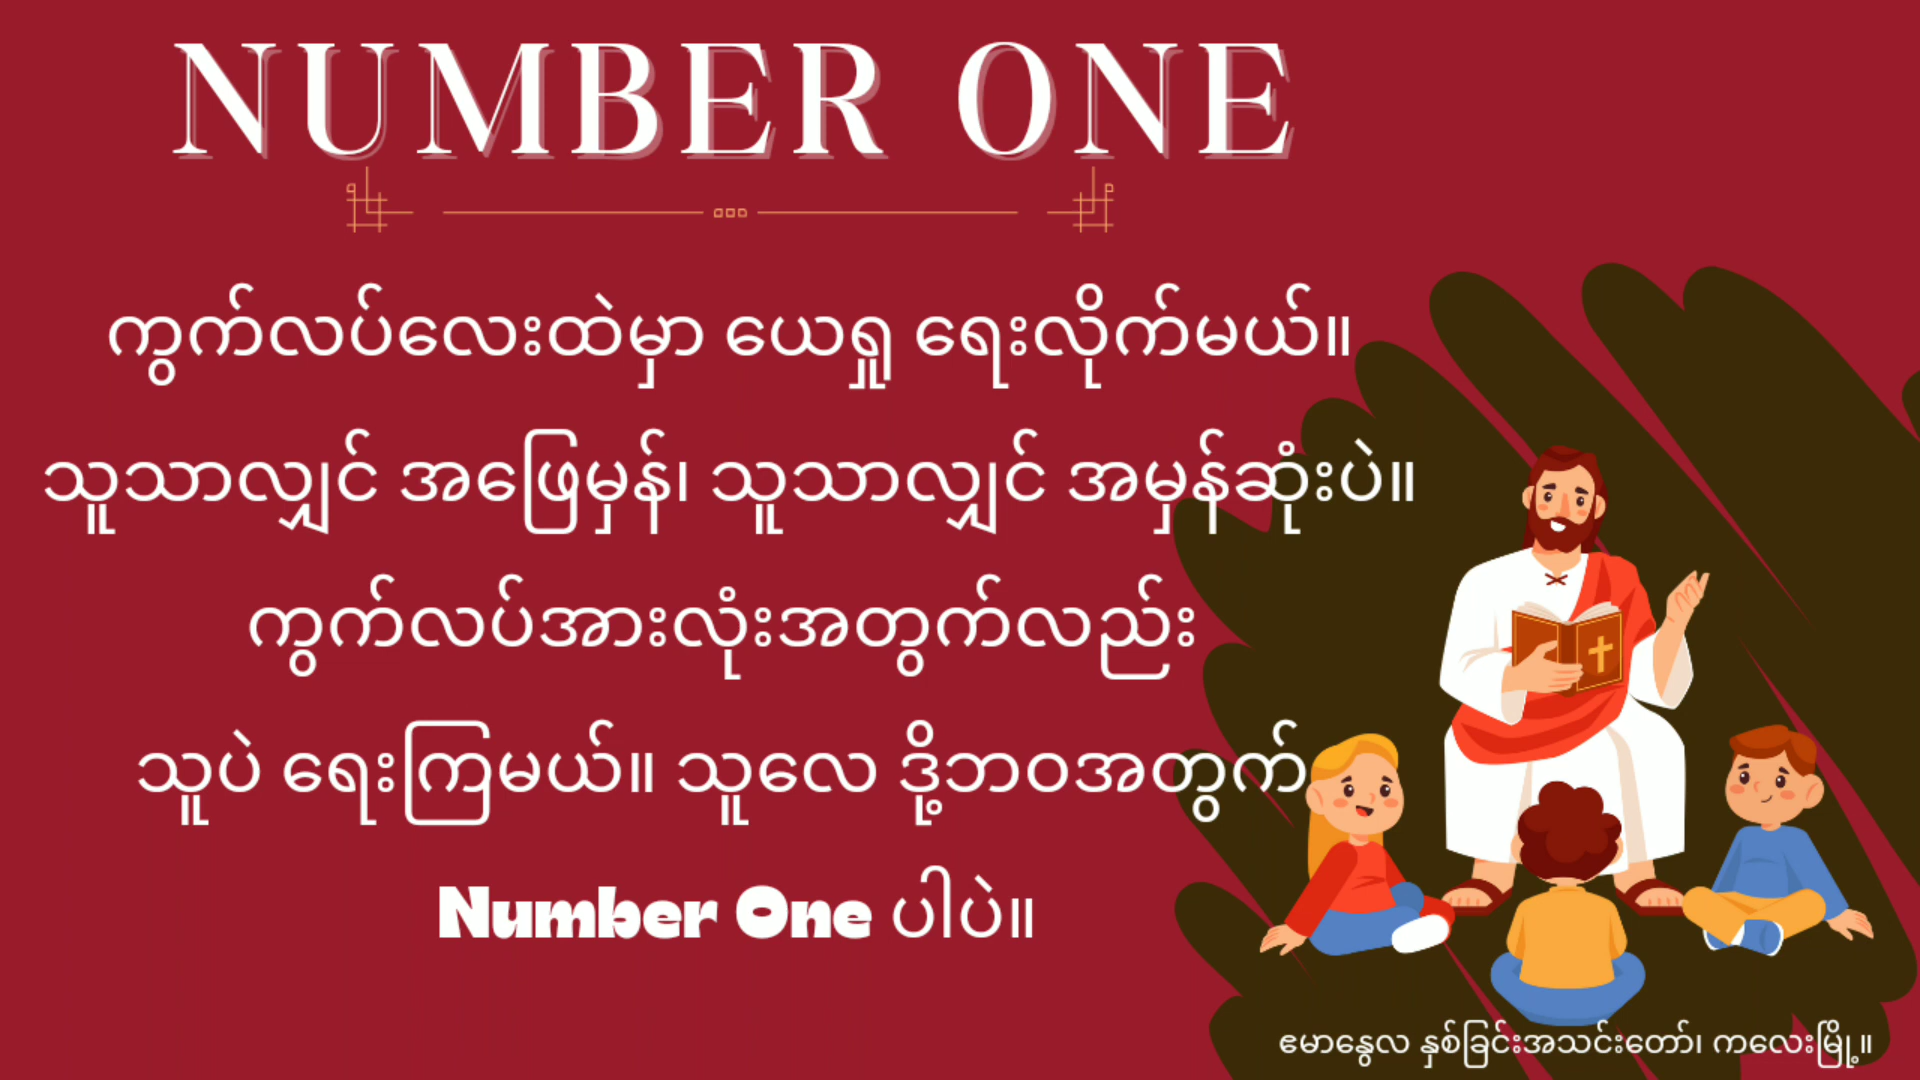 NUMBER ONE
ကွက်လပ်လေးထဲမှာ ယေရှု ရေးလိုက်မယ်။
သူသာလျှင် အဖြေမှန်၊ သူသာလျှင် အမှန်ဆုံးပဲ။
ကွက်လပ်အားလုံးအတွက်လည်း
သူပဲ ရေးကြမယ်။ သူလေ ဒို့ဘဝအတွက်
Number One ပါပဲ။
ဧမာနွေလ နှစ်ခြင်းအသင်းတော်၊ ကလေးမြို့။